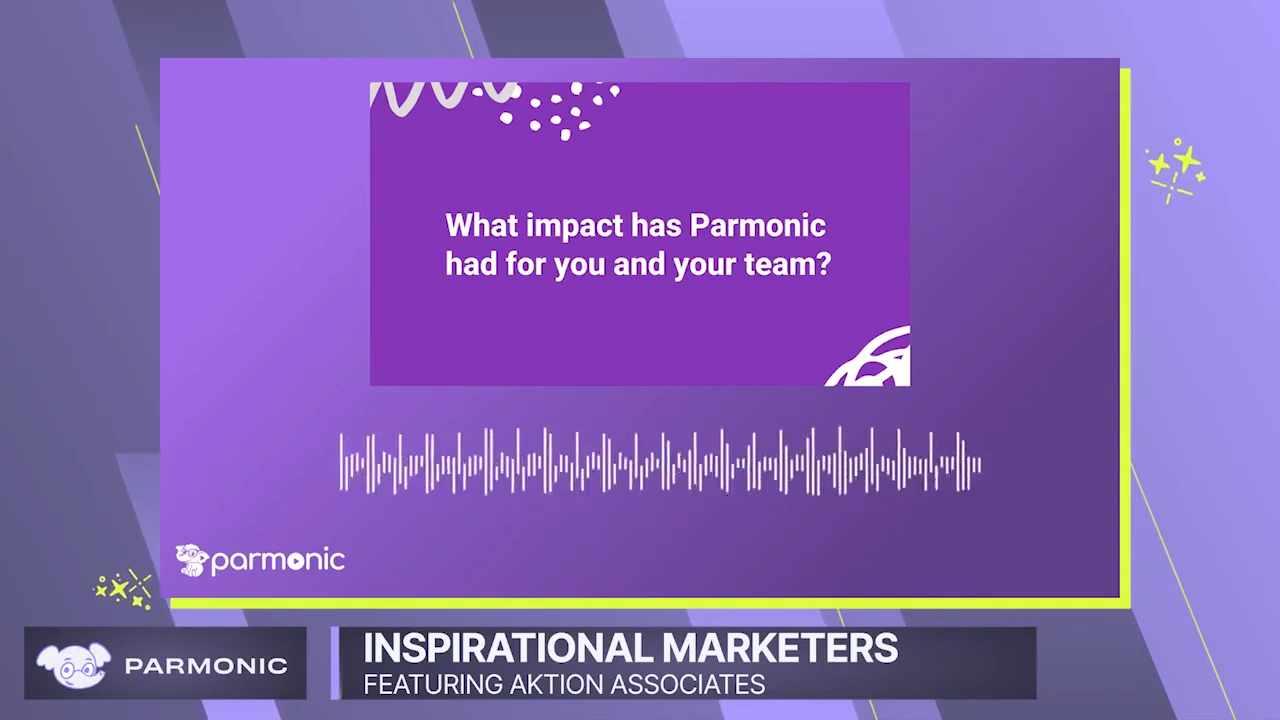 What impact has Parmonic
had for you and your team?
parmonic
PARMONIC
INSPIRATIONAL MARKETERS
FEATURING AKTION ASSOCIATES